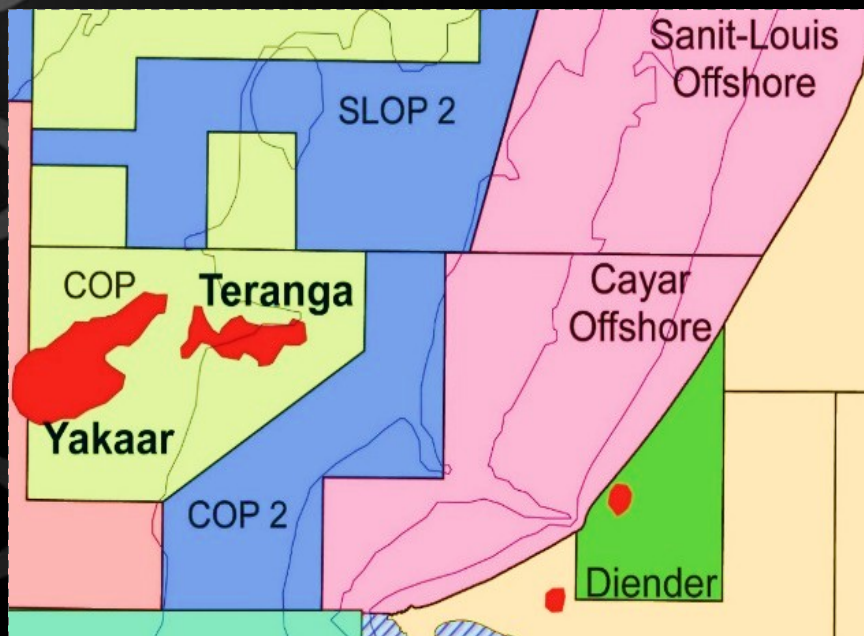 Sanit-Louis
Offshore
SLOP 2
COP
Teranga
Cayar
Offshore
Yakaar
COP 2
Diender